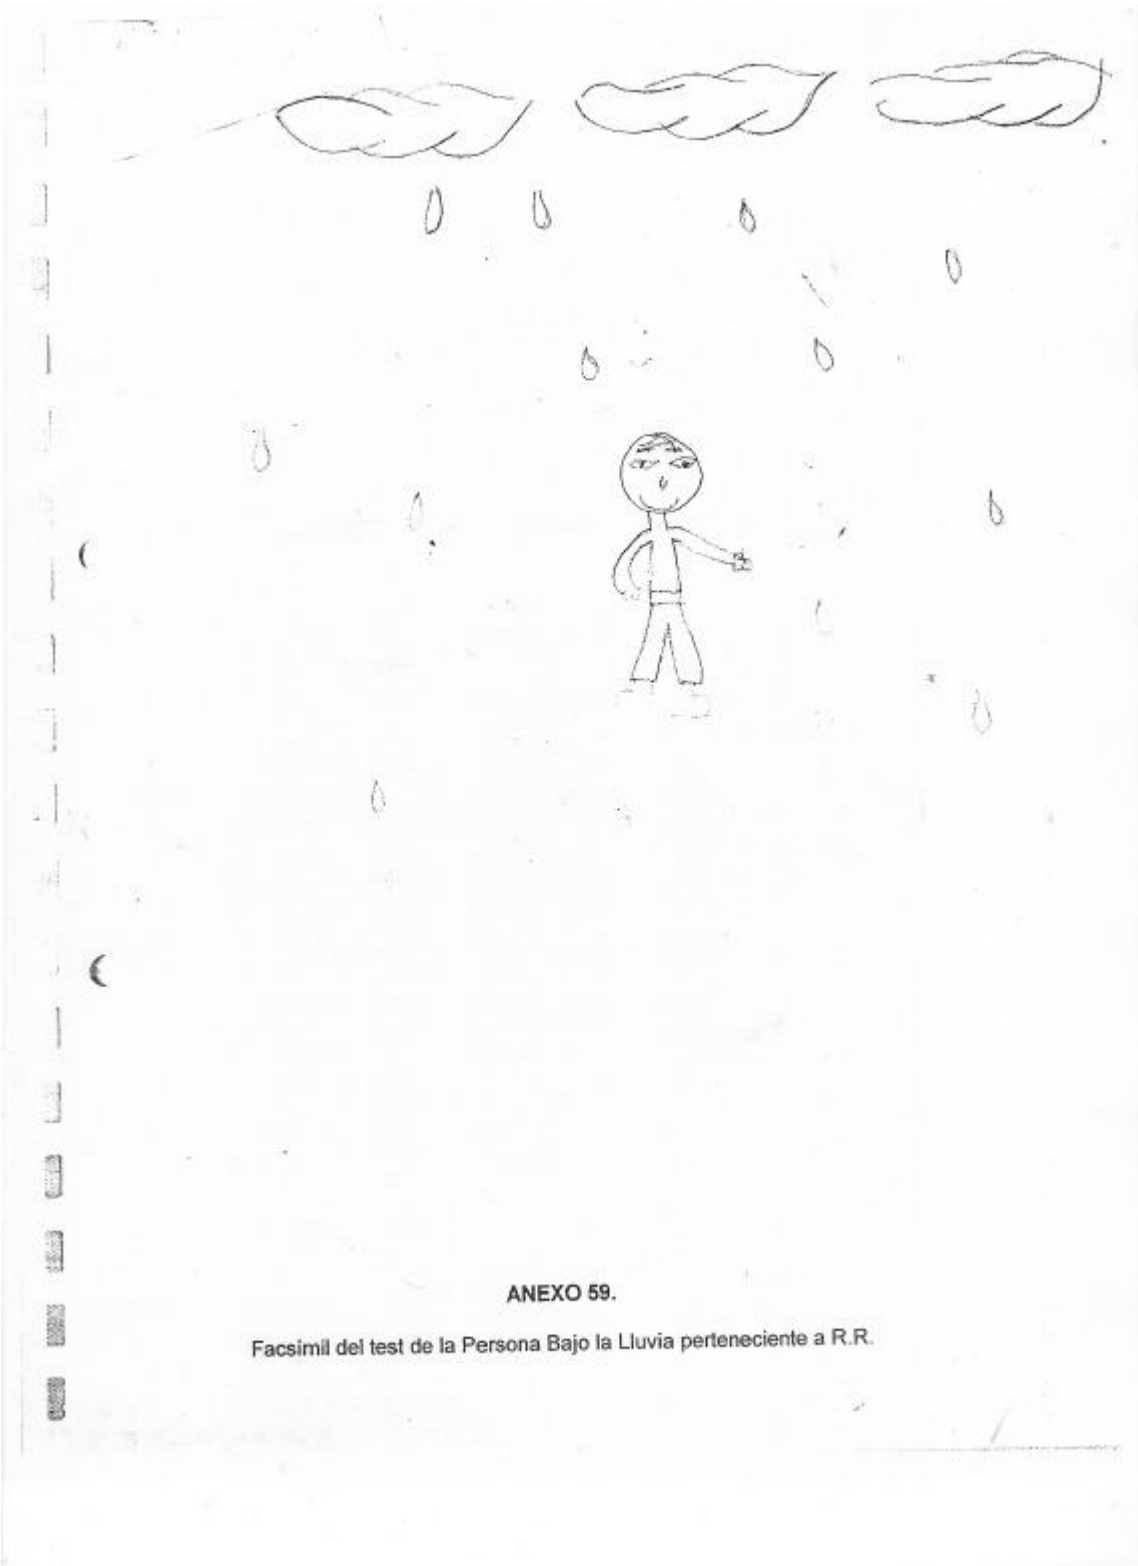 ANEXO 59.
Facsimil del test de la Persona Bajo la Lluvia perteneciente a R.R.